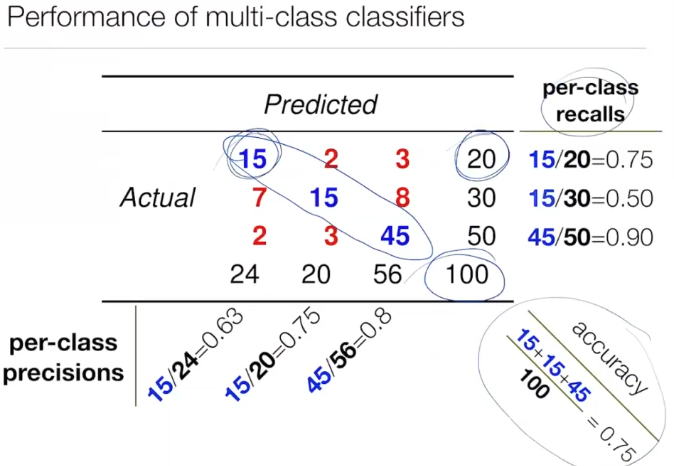 Performance of multi-class classifiers
Predicted
per-class
recalls
15 2 3 20 15/20=0.75
Actual 7 15 8 30 15/30=0.50
2 3 45 50 45/50=0.90
24 20 56 100
per-class
precisions
15/24=0.63
15/20=0.75
45/56=0.8
accuracy
15+15+45
100
= 0.75